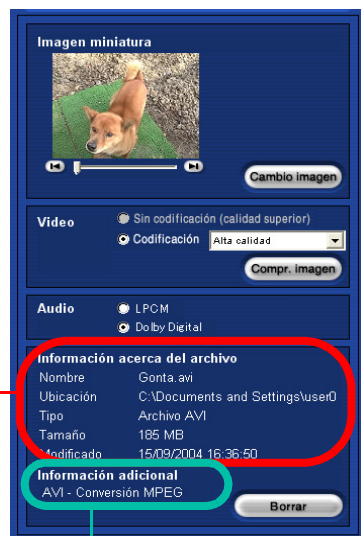 Imagen miniatura
Cambio imagen
Video
Sin codificación (calidad superior)
Codificación Alta calidad
Compr. imagen
Audio
LPCM
Dolby Digital
Información acerca del archivo
Nombre Gonta.avi
Ubicación C:\Documents and Settings\user0
Tipo Archivo AVI
Tamaño 185 MB
Modificado 15/09/2004 16:36:50
Información adicional
AVI - Conversión MPEG
Borrar